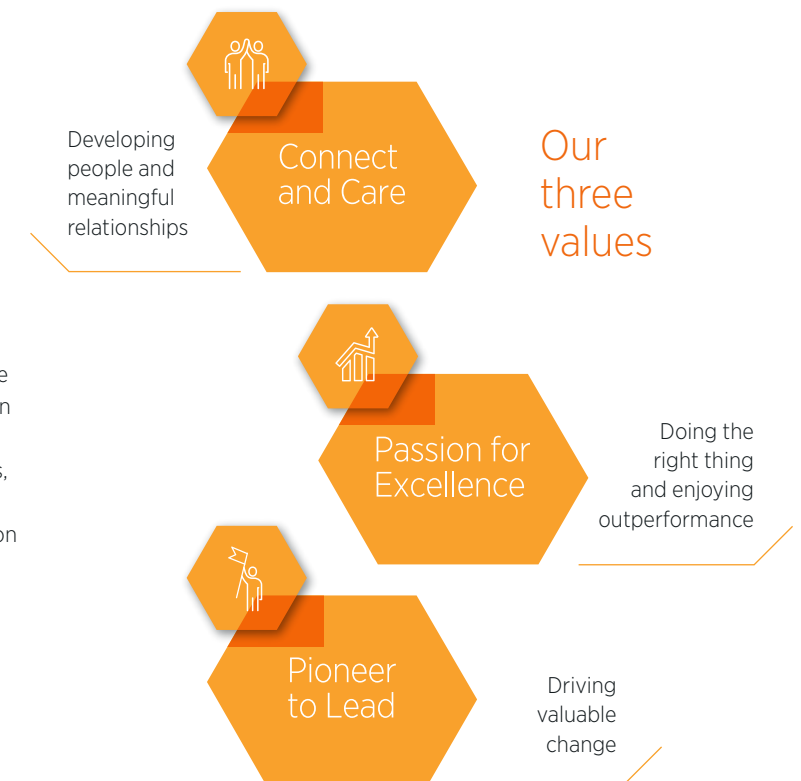 Our
three
values
Connect
and Care
Developing
people and
meaningful
relationships
Passion for
Excellence
Doing the
right thing
and enjoying
outperformance
Pioneer
to Lead
Driving
valuable
change